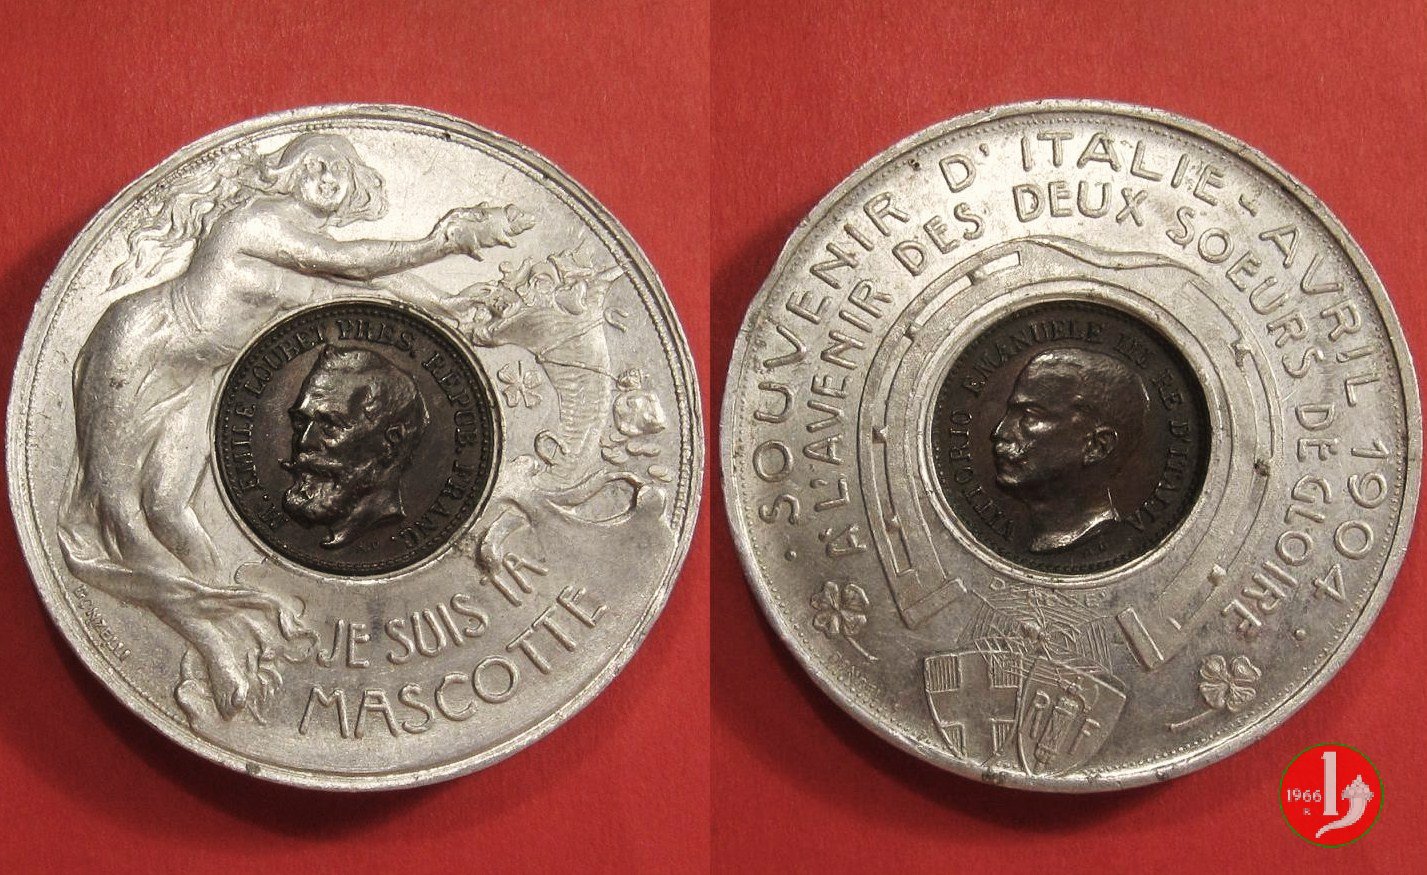 M. EMILE LOUBET PRES. REPUB. FRANC
JE SUIS TA
MASCOTTE
· SOUVENIR D'ITALIE - AVRIL 1904 ·
A L'AVENIR DES DEUX SOEURS DE GLOIRE
VITTORIO EMANUELE III RE D'ITALIA
R F
1966
R